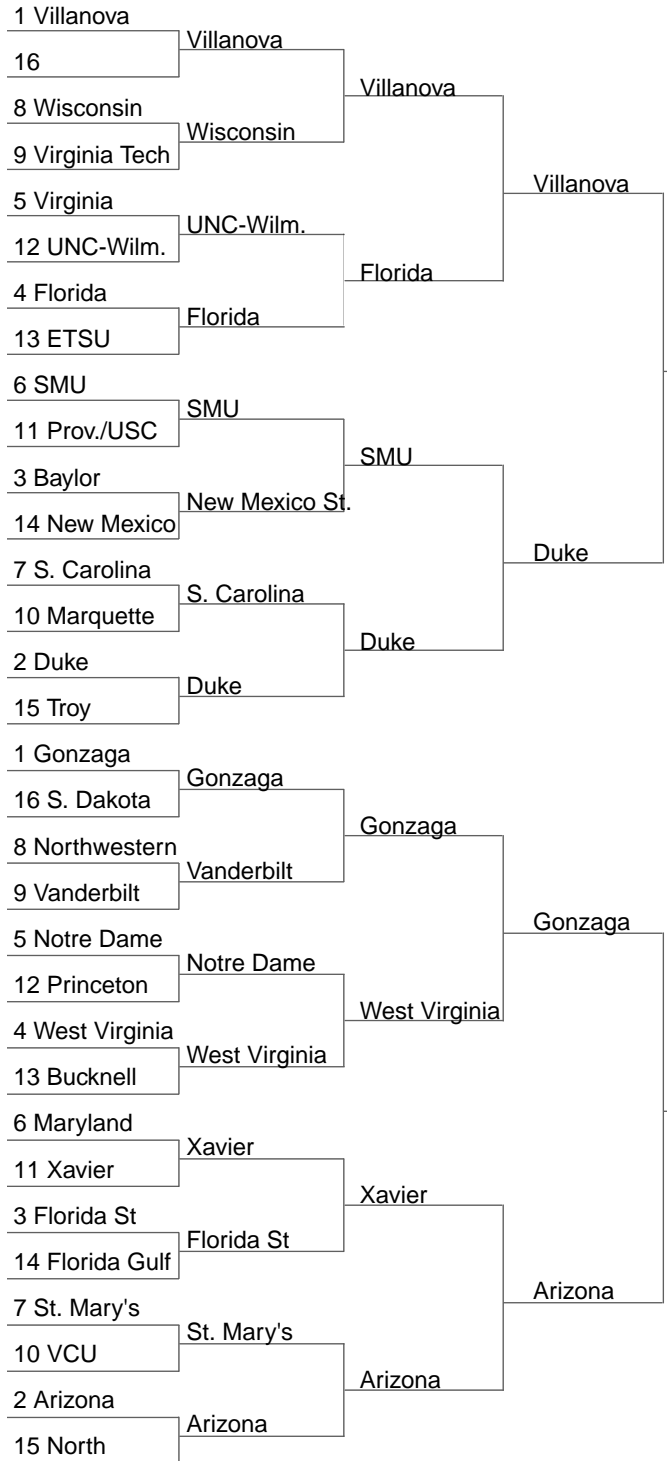 1 Villanova
16
8 Wisconsin
9 Virginia Tech
5 Virginia
12 UNC-Wilm.
4 Florida
13 ETSU
6 SMU
11 Prov./USC
3 Baylor
14 New Mexico
7 S. Carolina
10 Marquette
2 Duke
15 Troy
1 Gonzaga
16 S. Dakota
8 Northwestern
9 Vanderbilt
5 Notre Dame
12 Princeton
4 West Virginia
13 Bucknell
6 Maryland
11 Xavier
3 Florida St
14 Florida Gulf
7 St. Mary's
10 VCU
2 Arizona
15 North
Villanova
Wisconsin
UNC-Wilm.
Florida
SMU
New Mexico St.
S. Carolina
Duke
Gonzaga
Vanderbilt
Notre Dame
West Virginia
Xavier
Florida St
St. Mary's
Arizona
Villanova
Florida
SMU
Duke
Gonzaga
West Virginia
Xavier
Arizona
Villanova
Duke
Gonzaga
Arizona